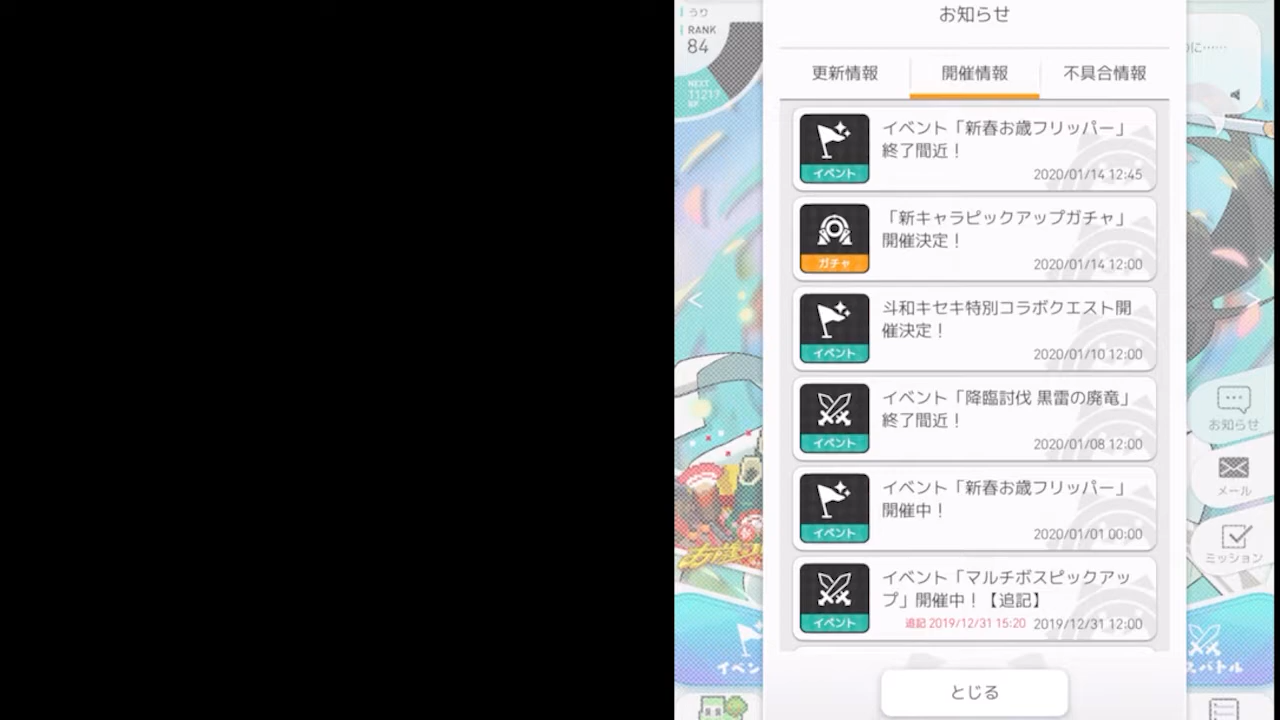 うり
RANK
84
NEXT
11217
お知らせ
更新情報
開催情報
不具合情報
イベント「新春お歳フリッパー」
終了間近！
イベント
2020/01/14 12:45
「新キャラピックアップガチャ」
開催決定！
ガチャ
2020/01/14 12:00
斗和キセキ特別コラボクエスト開
催決定！
イベント
2020/01/10 12:00
イベント「降臨討伐 黒雷の廃竜」
終了間近！
イベント
2020/01/08 12:00
イベント「新春お歳フリッパー」
開催中！
イベント
2020/01/01 00:00
イベント「マルチボスピックアッ
プ」開催中！【追記】
イベント
追記 2019/12/31 15:20 2019/12/31 12:00
とじる
お知らせ
メール
ミッション
イベン
スバトル